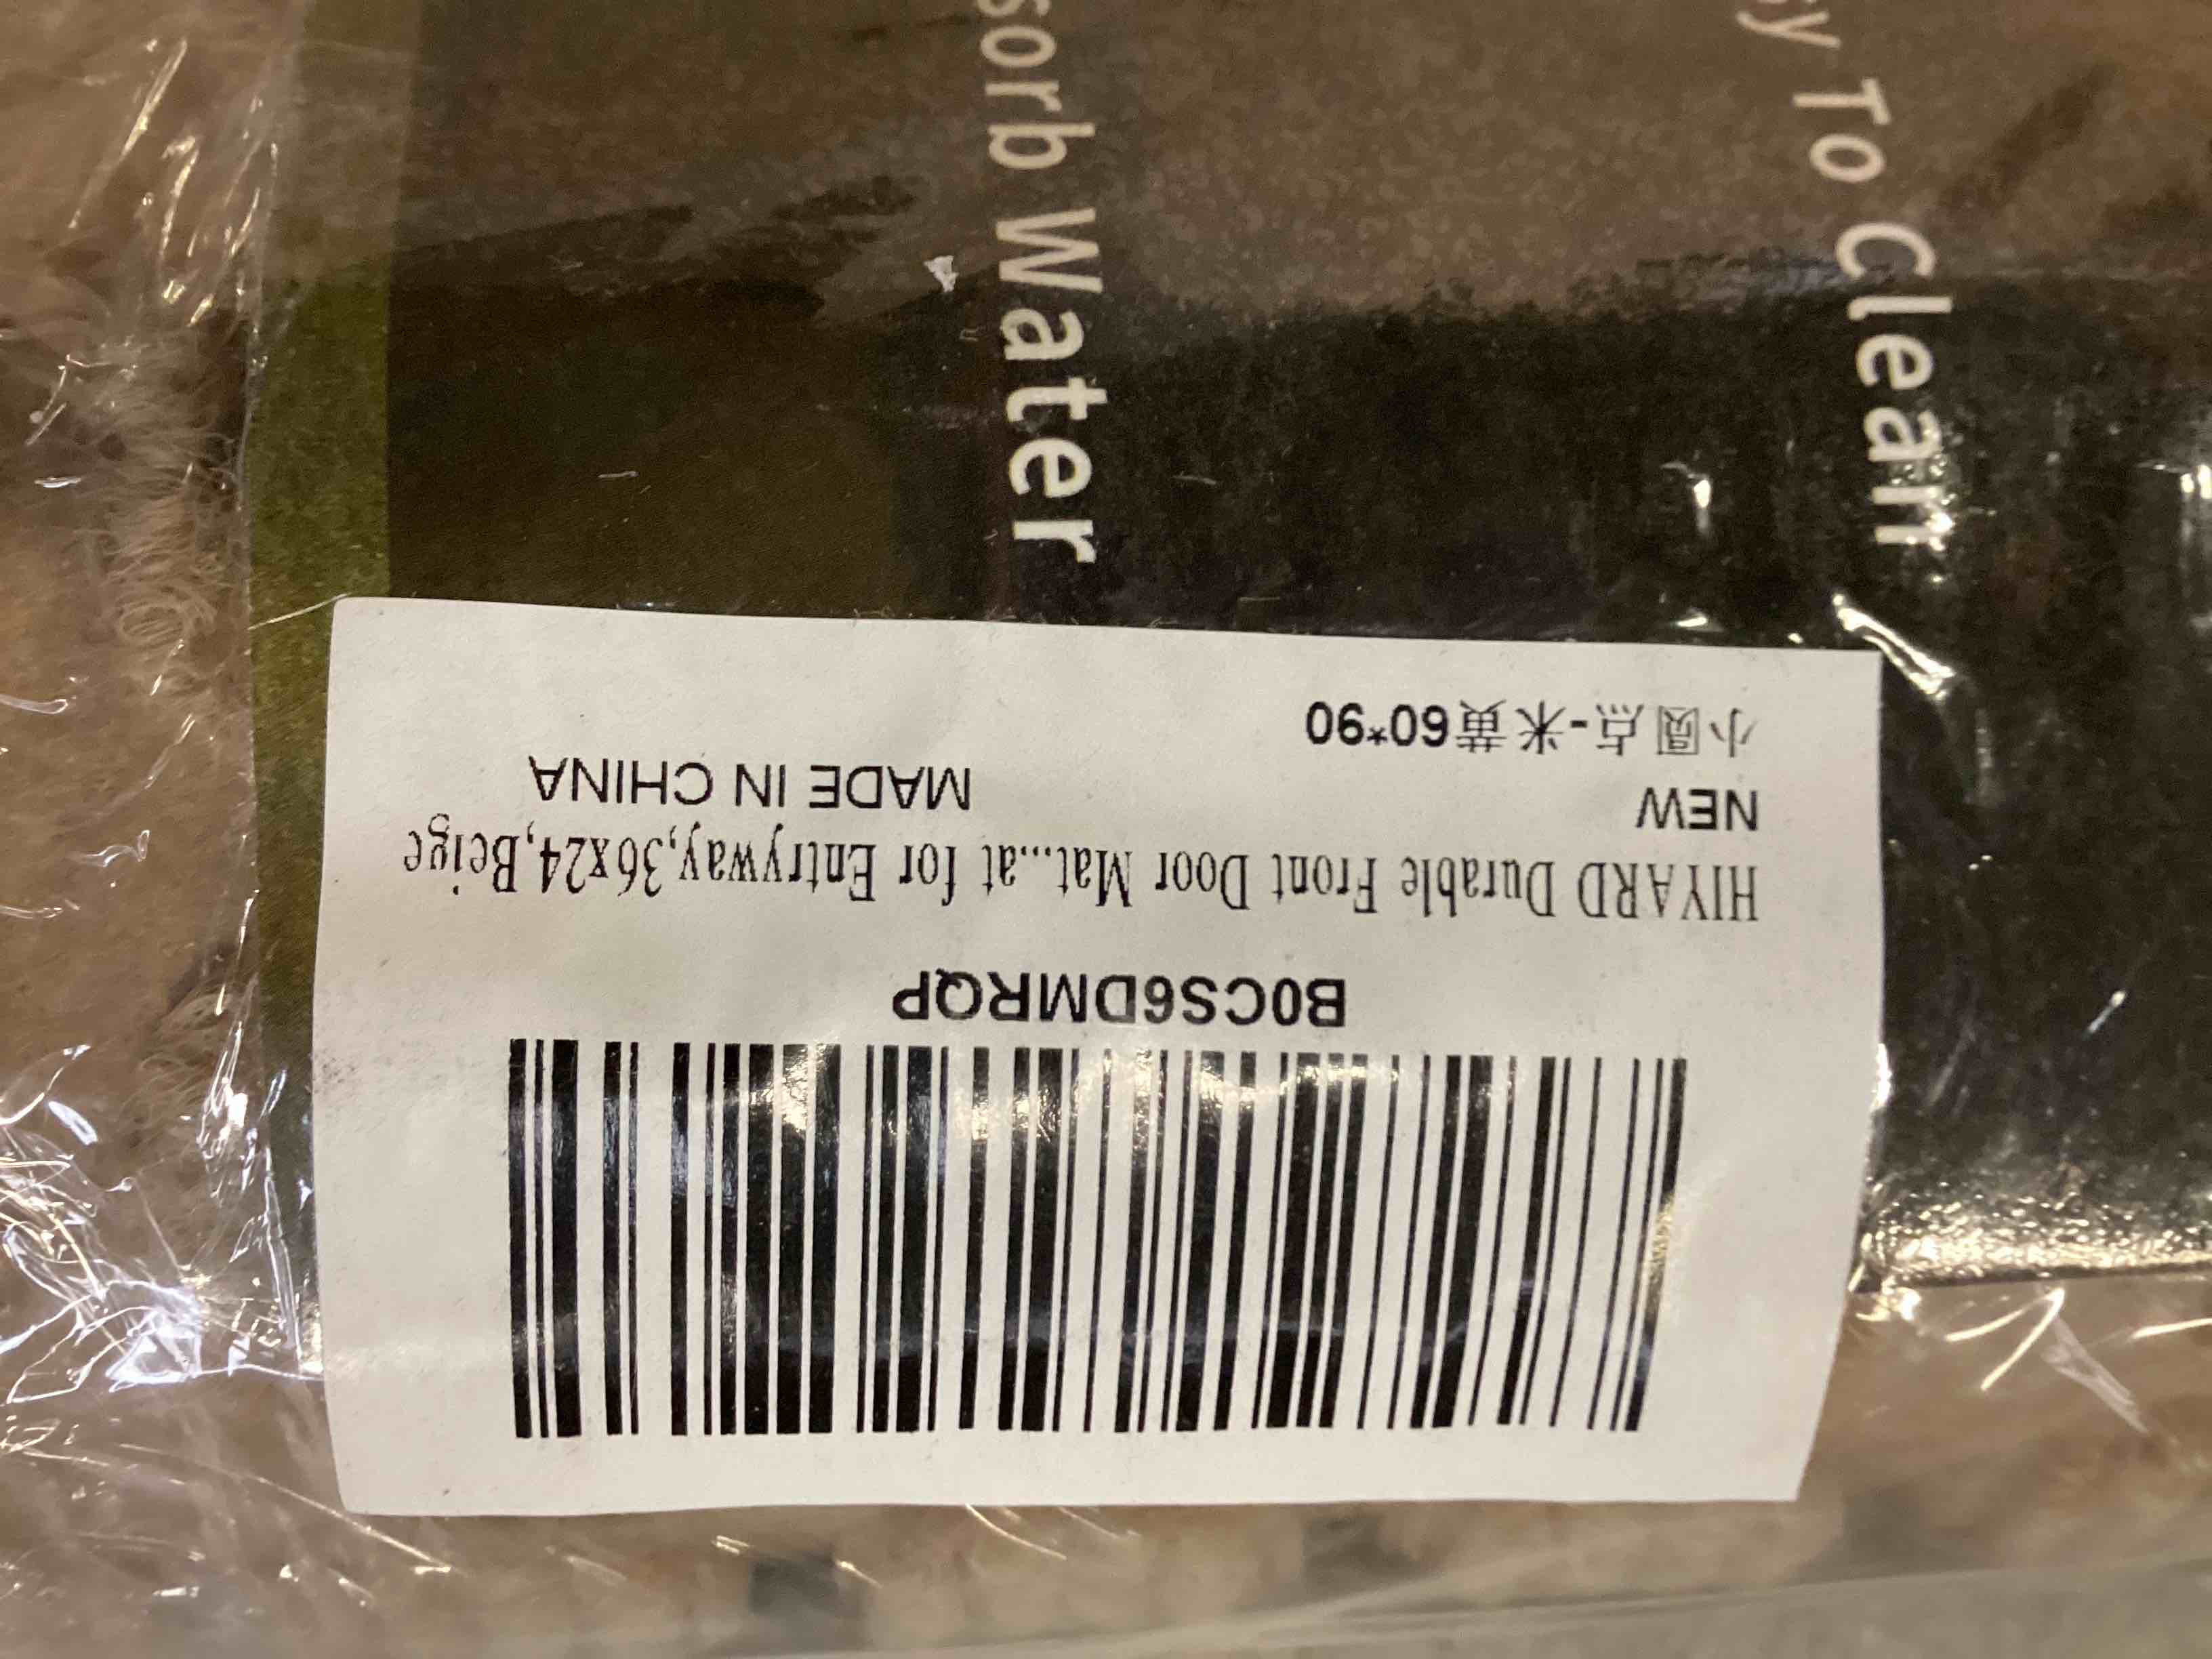 sorb Water
y To Clean
B0CS6DMRQP
HIYARD Durable Front Door Mat...at for Entryway,36x24,Beige
NEW MADE IN CHINA
小圆点-米黄60*90